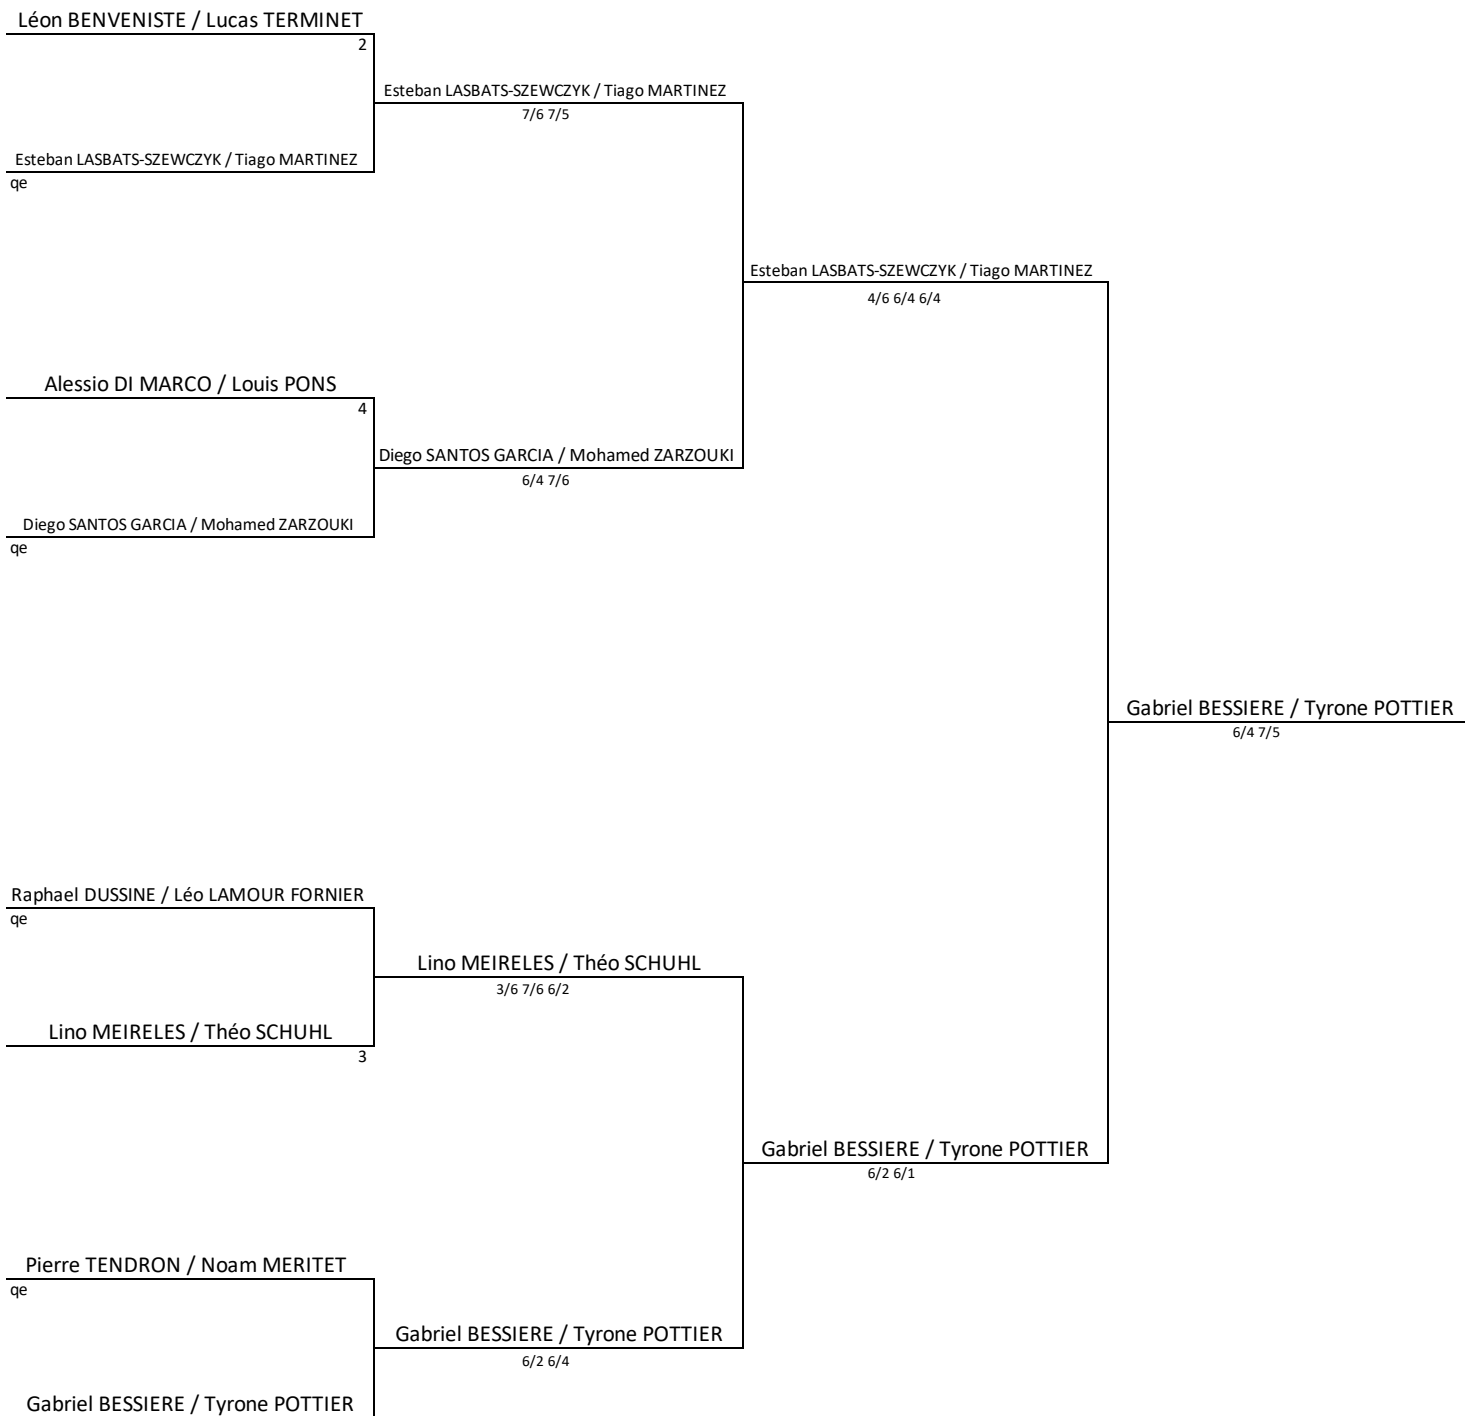 Léon BENVENISTE / Lucas TERMINET
2
Esteban LASBATS-SZEWCZYK / Tiago MARTINEZ
7/6 7/5
Esteban LASBATS-SZEWCZYK / Tiago MARTINEZ
qe
Esteban LASBATS-SZEWCZYK / Tiago MARTINEZ
4/6 6/4 6/4
Alessio DI MARCO / Louis PONS
4
Diego SANTOS GARCIA / Mohamed ZARZOUKI
6/4 7/6
Diego SANTOS GARCIA / Mohamed ZARZOUKI
qe
Gabriel BESSIERE / Tyrone POTTIER
6/4 7/5
Raphael DUSSINE / Léo LAMOUR FORNIER
qe
Lino MEIRELES / Théo SCHUHL
3/6 7/6 6/2
Lino MEIRELES / Théo SCHUHL
3
Gabriel BESSIERE / Tyrone POTTIER
6/2 6/1
Pierre TENDRON / Noam MERITET
qe
Gabriel BESSIERE / Tyrone POTTIER
6/2 6/4
Gabriel BESSIERE / Tyrone POTTIER